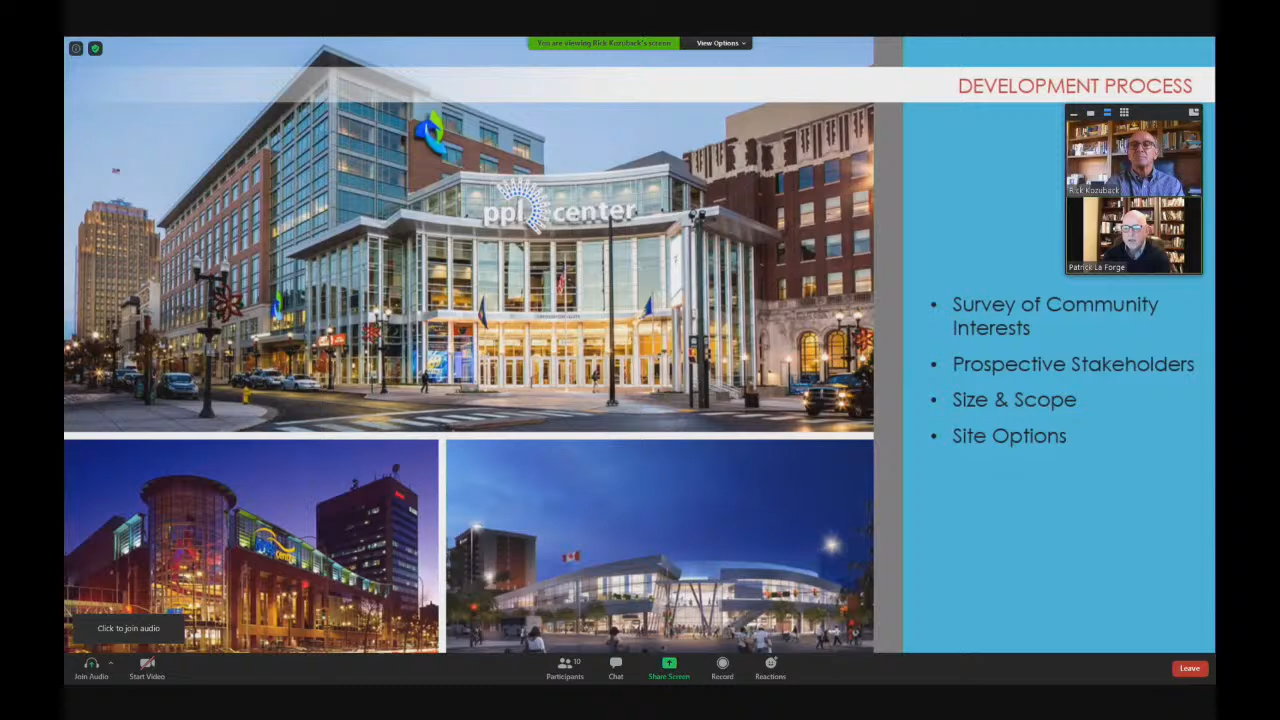 You are viewing Rick Kozuback's screen
View Options
DEVELOPMENT PROCESS
ppl center
Rick Kozuback
Patrick La Forge
• Survey of Community
Interests
• Prospective Stakeholders
• Size & Scope
• Site Options
Click to join audio
Join Audio
Start Video
10
Participants
Chat
Share Screen
Record
Reactions
Leave